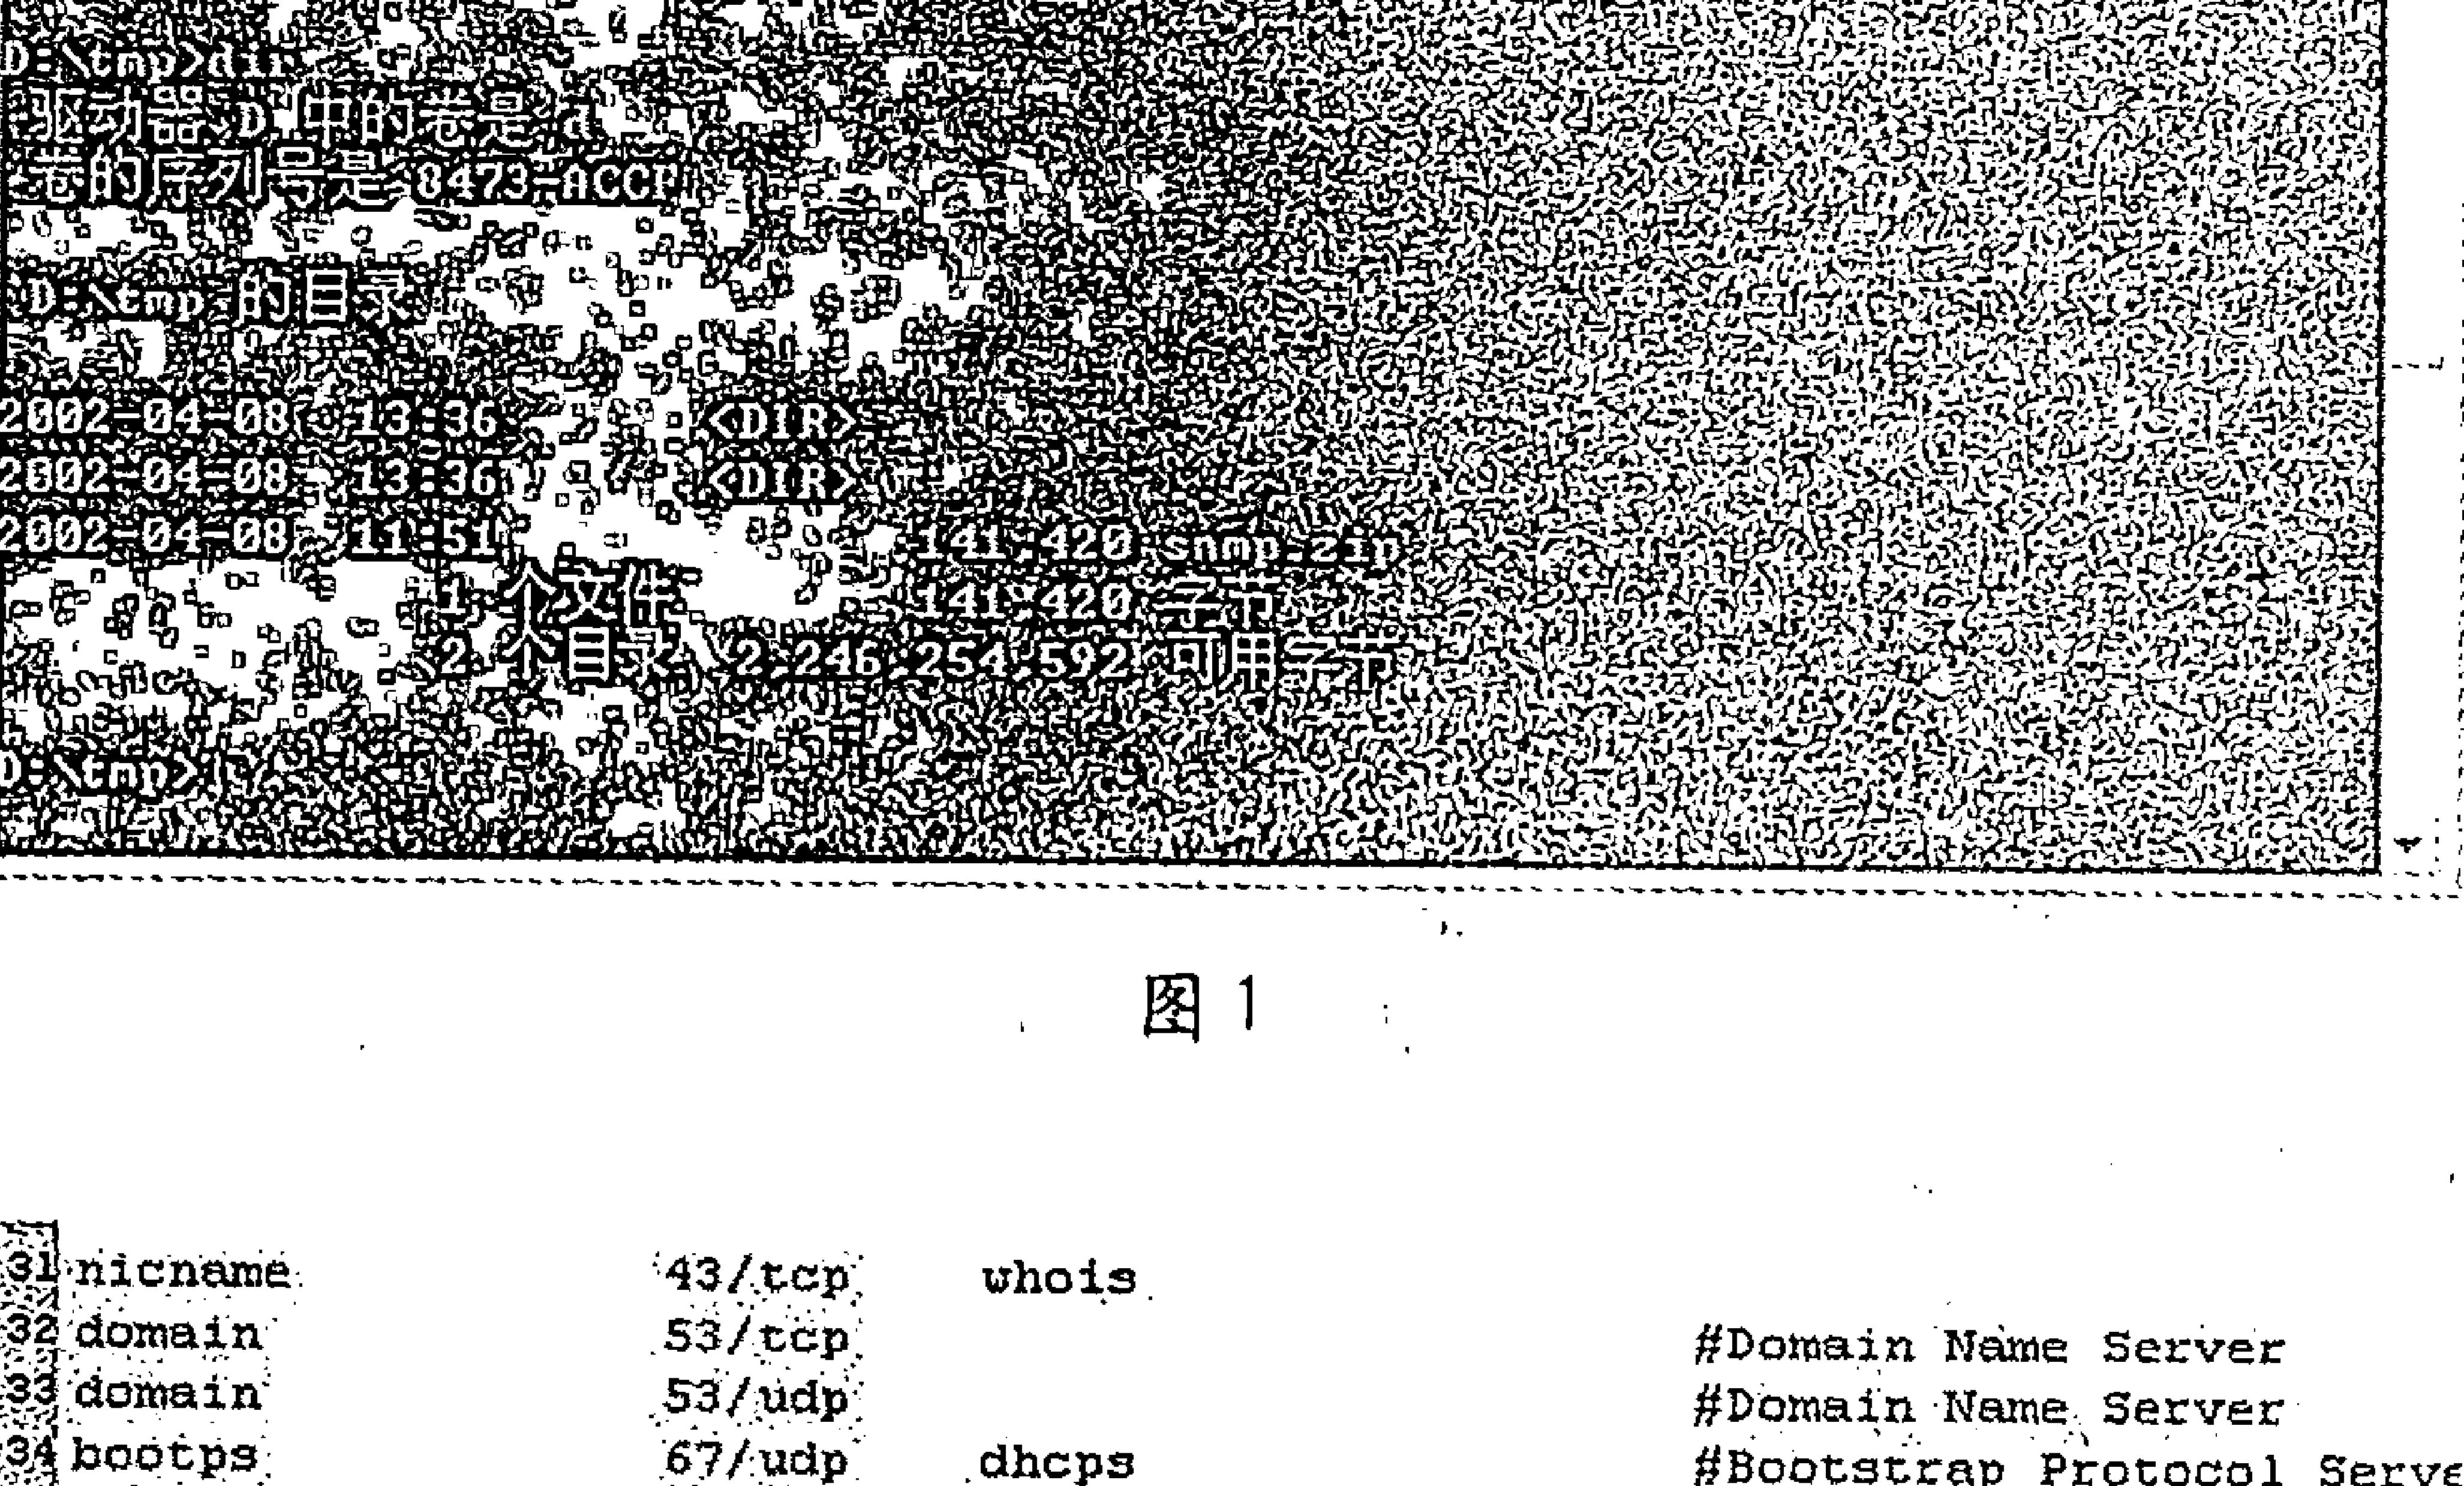 D:\tmp>dir
驱动器 D 中的卷是 d
卷的序列号是 8473-ACCF
D:\tmp 的目录
2002-04-08 13:36 <DIR>
2002-04-08 13:36 <DIR>
2002-04-08 11:51 141,420 snmp.zip
1 个文件 141,420 字节
2 个目录 2,246,254,592 可用字节
D:\tmp>
图 1
31 nicname 43/tcp whois
32 domain 53/tcp #Domain Name Server
33 domain 53/udp #Domain Name Server
34 bootps 67/udp dhcps #Bootstrap Protocol Serve